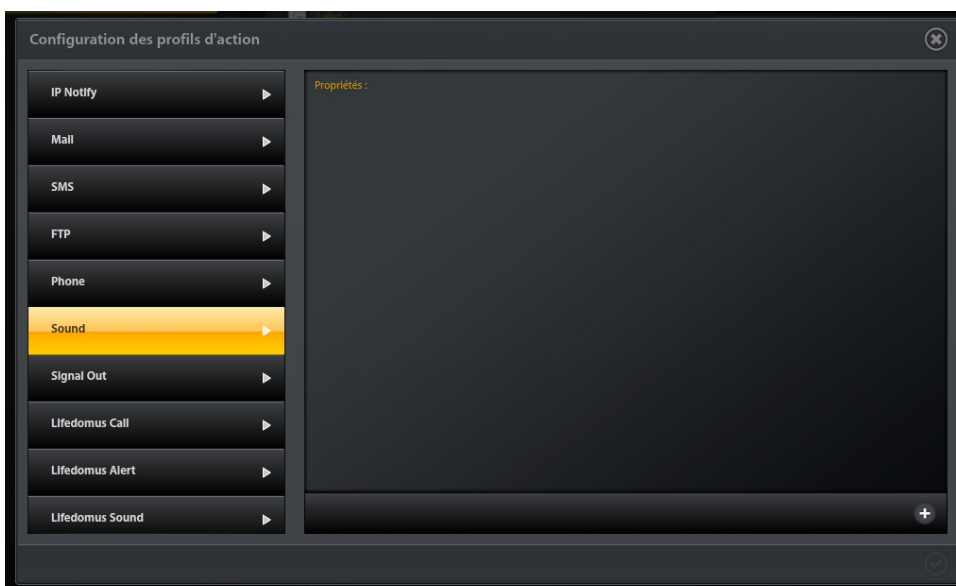 Configuration des profils d'action
IP Notify
Mail
SMS
FTP
Phone
Sound
Signal Out
Lifedomus Call
Lifedomus Alert
Lifedomus Sound
Propriétés :